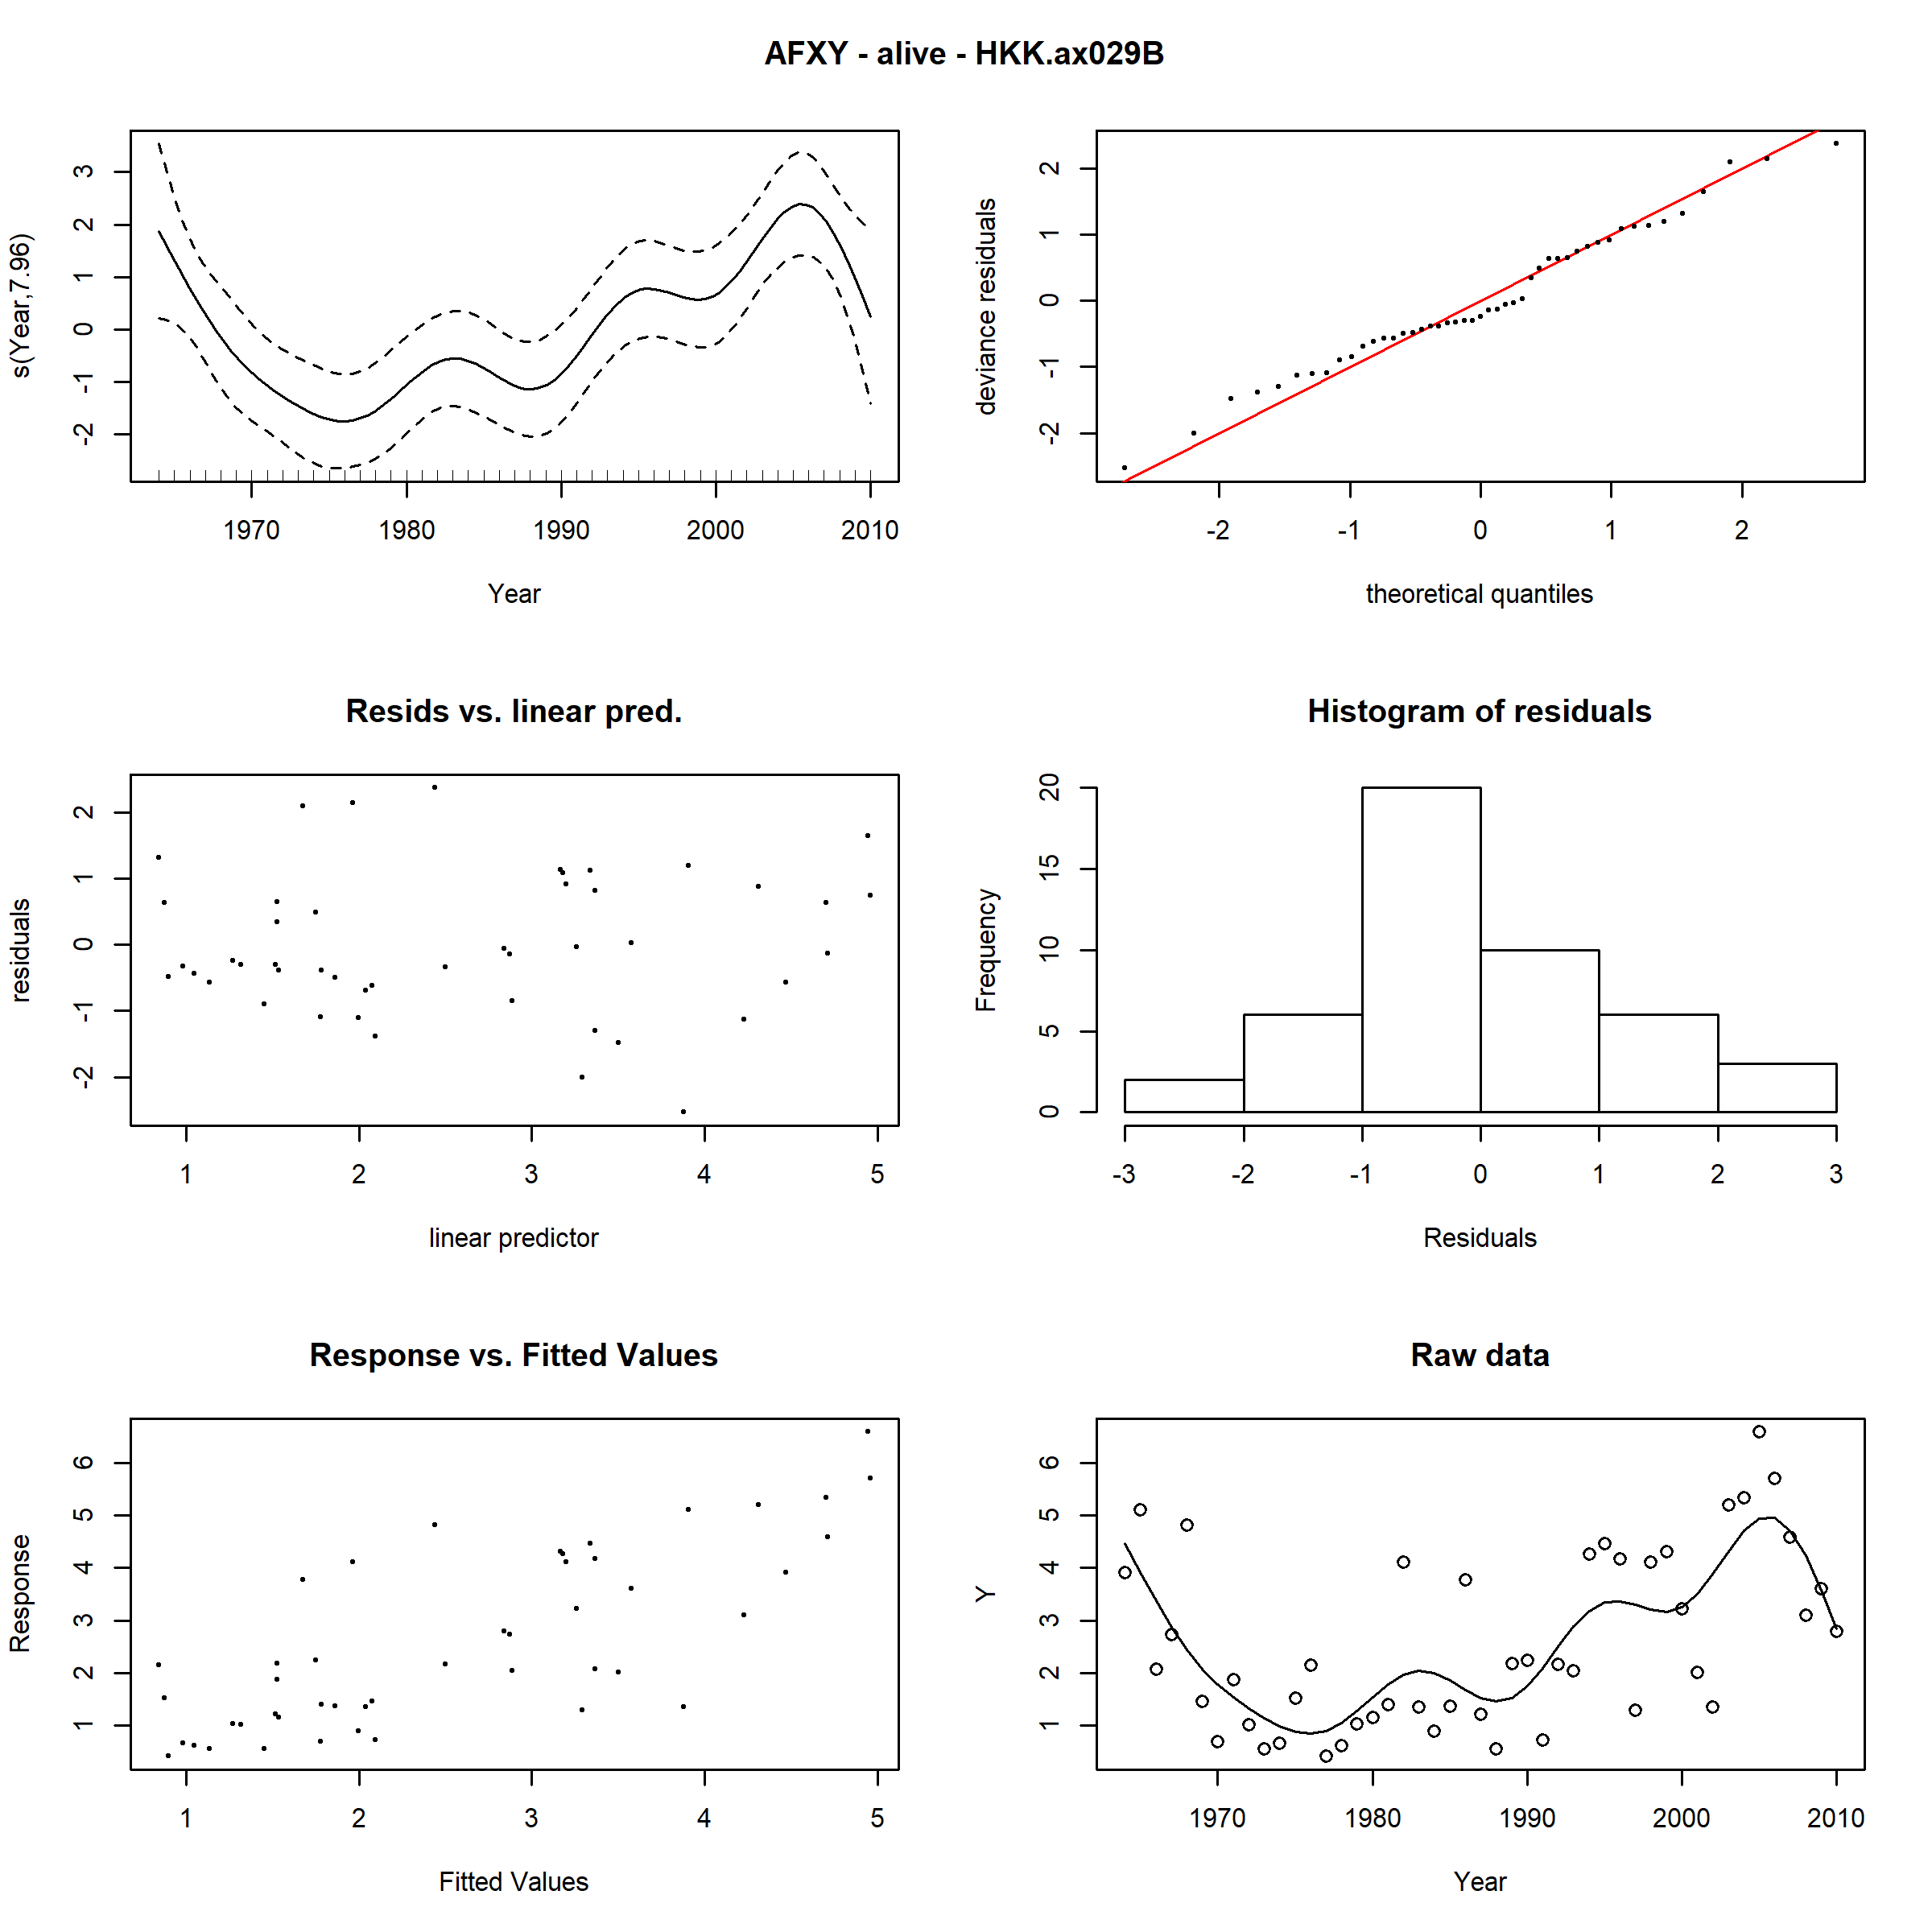 AFXY - alive - HKK.ax029B
s(Year,7.96)
3
2
1
0
-1
-2
1970 1980 1990 2000 2010
Year
deviance residuals
2
1
0
-1
-2
-2 -1 0 1 2
theoretical quantiles
Resids vs. linear pred.
residuals
2
1
0
-1
-2
1 2 3 4 5
linear predictor
Histogram of residuals
Frequency
20
15
10
5
0
-3 -2 -1 0 1 2 3
Residuals
Response vs. Fitted Values
Response
6
5
4
3
2
1
1 2 3 4 5
Fitted Values
Raw data
Y
6
5
4
3
2
1
1970 1980 1990 2000 2010
Year